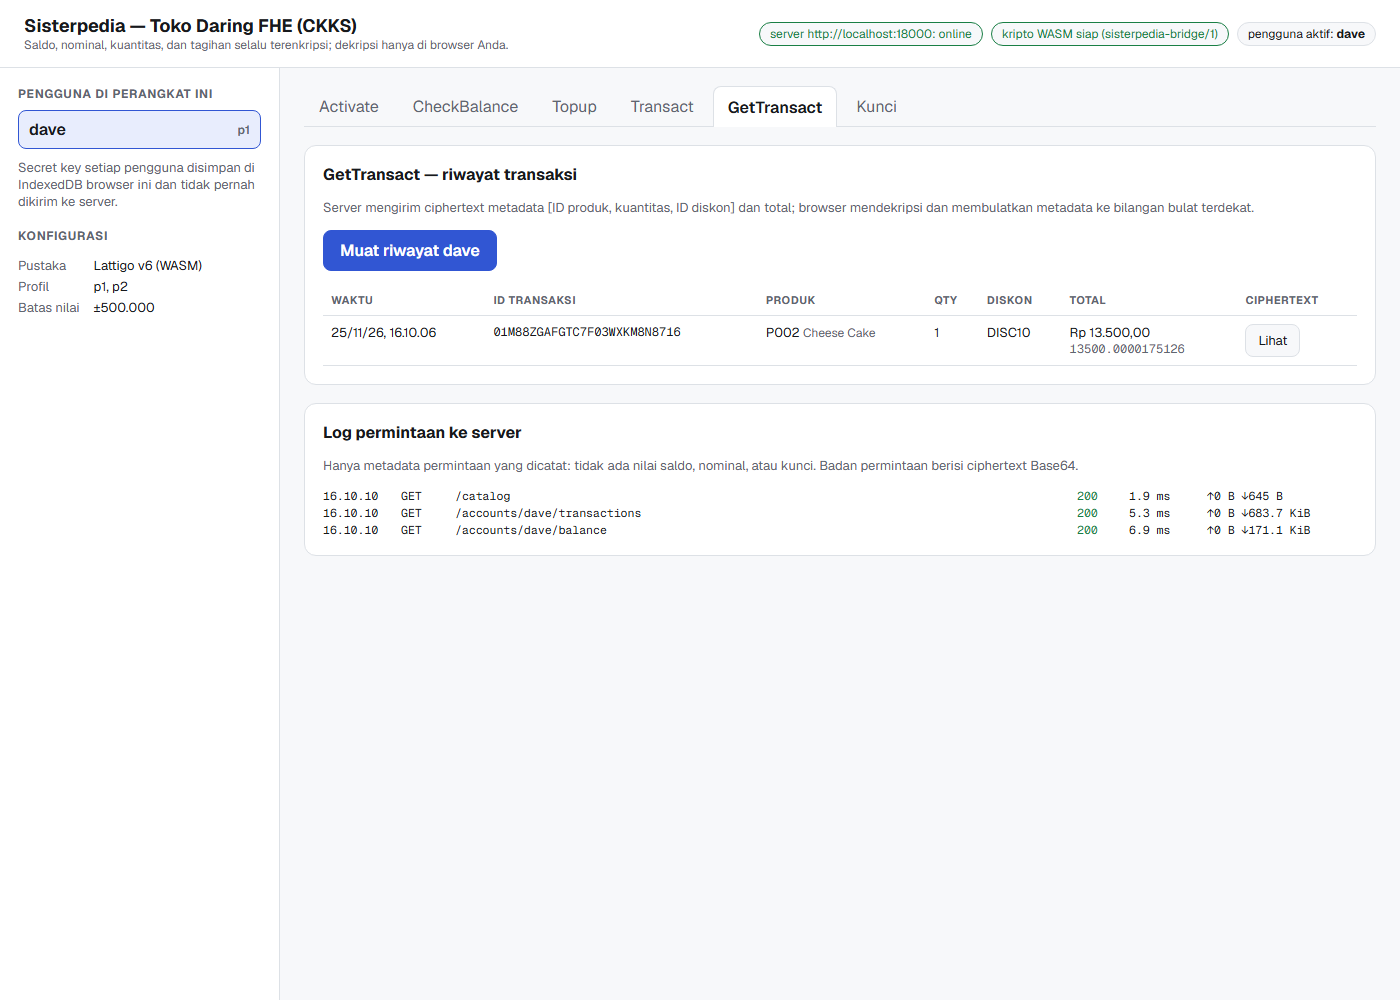 Sisterpedia — Toko Daring FHE (CKKS)
Saldo, nominal, kuantitas, dan tagihan selalu terenkripsi; dekripsi hanya di browser Anda.
server http://localhost:18000: online
kripto WASM siap (sisterpedia-bridge/1)
pengguna aktif: dave
PENGGUNA DI PERANGKAT INI
dave p1
Secret key setiap pengguna disimpan di
IndexedDB browser ini dan tidak pernah
dikirim ke server.
KONFIGURASI
Pustaka Lattigo v6 (WASM)
Profil p1, p2
Batas nilai ±500.000
Activate CheckBalance Topup Transact GetTransact Kunci
GetTransact — riwayat transaksi
Server mengirim ciphertext metadata [ID produk, kuantitas, ID diskon] dan total; browser mendekripsi dan membulatkan metadata ke bilangan bulat terdekat.
Muat riwayat dave
WAKTU ID TRANSAKSI PRODUK QTY DISKON TOTAL CIPHERTEXT
25/11/26, 16.10.06 01M88ZGAFGTC7F03WXKM8N8716 P002 Cheese Cake 1 DISC10 Rp 13.500,00 Lihat
13500.0000175126
Log permintaan ke server
Hanya metadata permintaan yang dicatat: tidak ada nilai saldo, nominal, atau kunci. Badan permintaan berisi ciphertext Base64.
16.10.10 GET /catalog 200 1.9 ms ↑0 B ↓645 B
16.10.10 GET /accounts/dave/transactions 200 5.3 ms ↑0 B ↓683.7 KiB
16.10.10 GET /accounts/dave/balance 200 6.9 ms ↑0 B ↓171.1 KiB